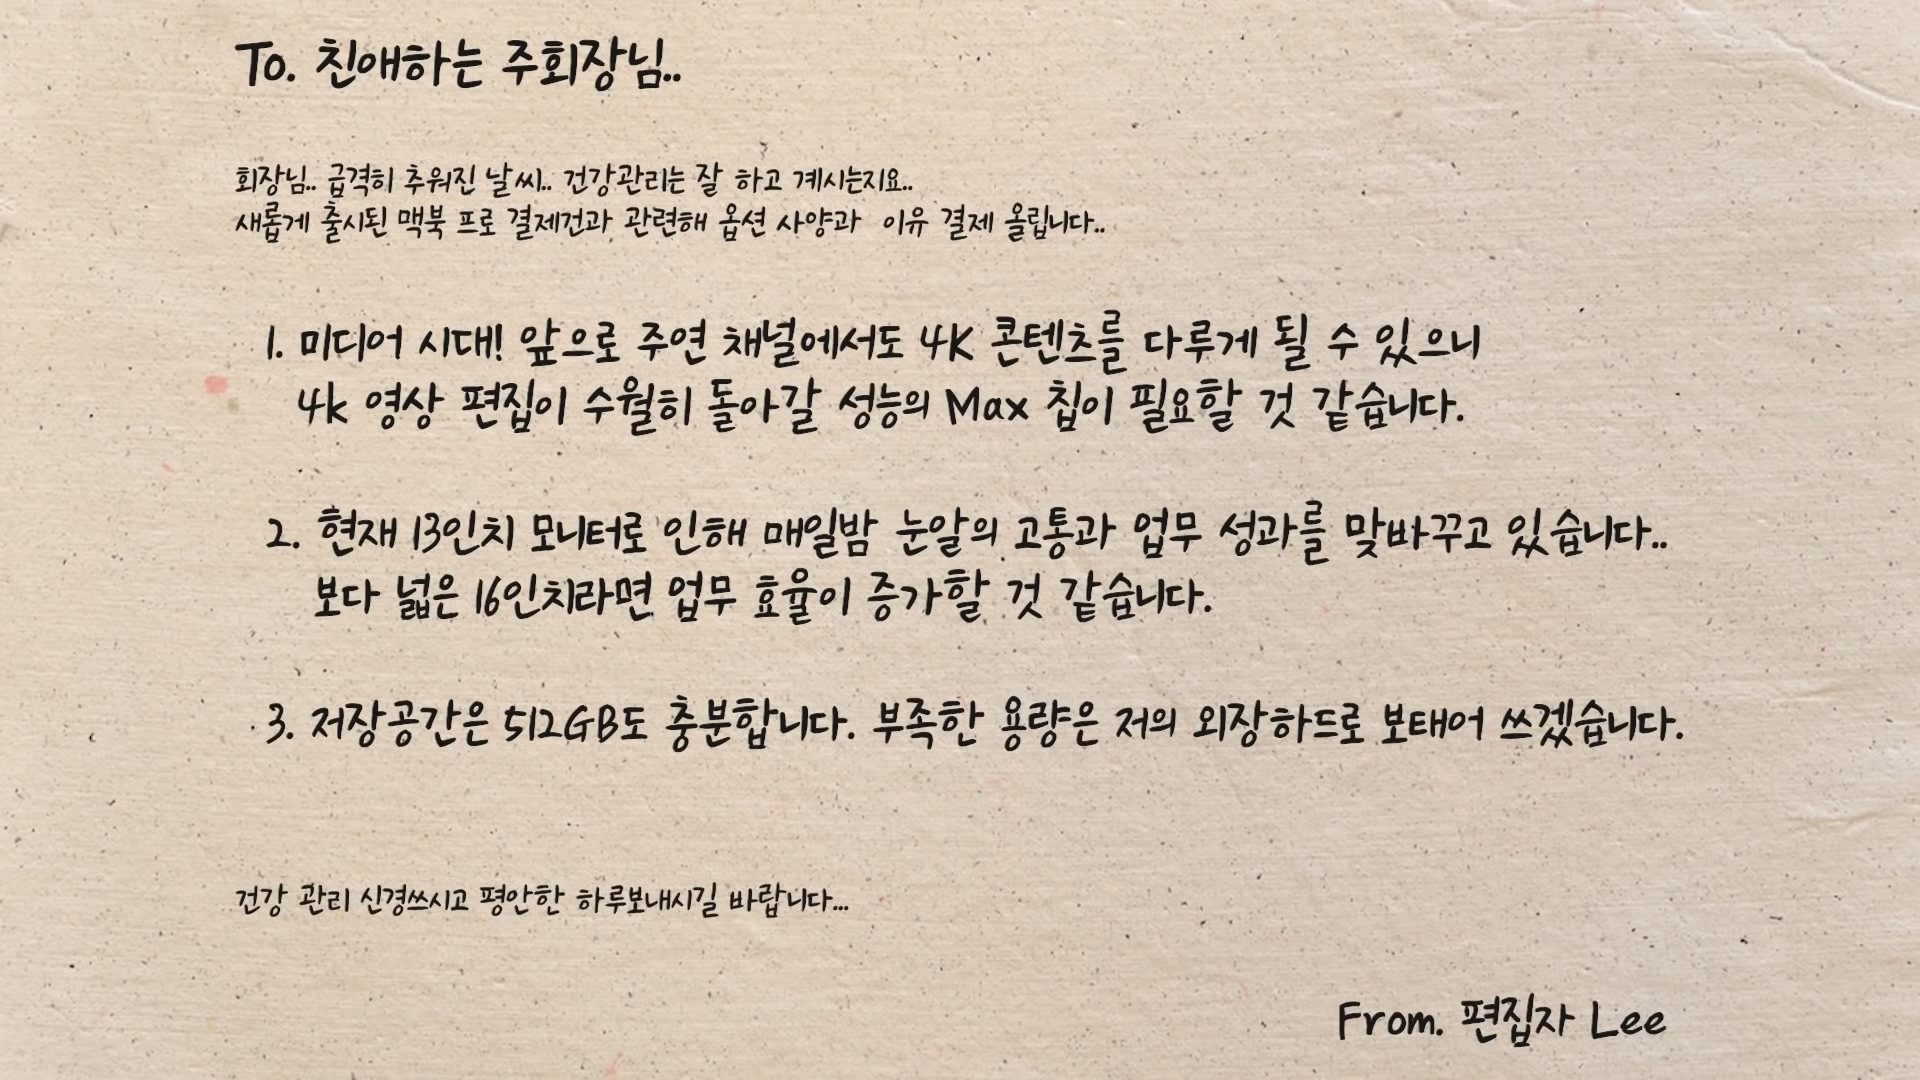 To. 친애하는 주회장님..
회장님.. 급격히 추워진 날씨.. 건강관리는 잘 하고 계시는지요..
새롭게 출시된 맥북 프로 결제건과 관련해 옵션 사양과 이유 결제 올립니다..
1. 미디어 시대! 앞으로 주연 채널에서도 4K 콘텐츠를 다루게 될 수 있으니
4k 영상 편집이 수월히 돌아갈 성능의 Max 칩이 필요할 것 같습니다.
2. 현재 13인치 모니터로 인해 매일밤 눈알의 고통과 업무 성과를 맞바꾸고 있습니다..
보다 넓은 16인치라면 업무 효율이 증가할 것 같습니다.
3. 저장공간은 512GB도 충분합니다. 부족한 용량은 저의 외장하드로 보태어 쓰겠습니다.
건강 관리 신경쓰시고 평안한 하루보내시길 바랍니다...
From. 편집자 Lee